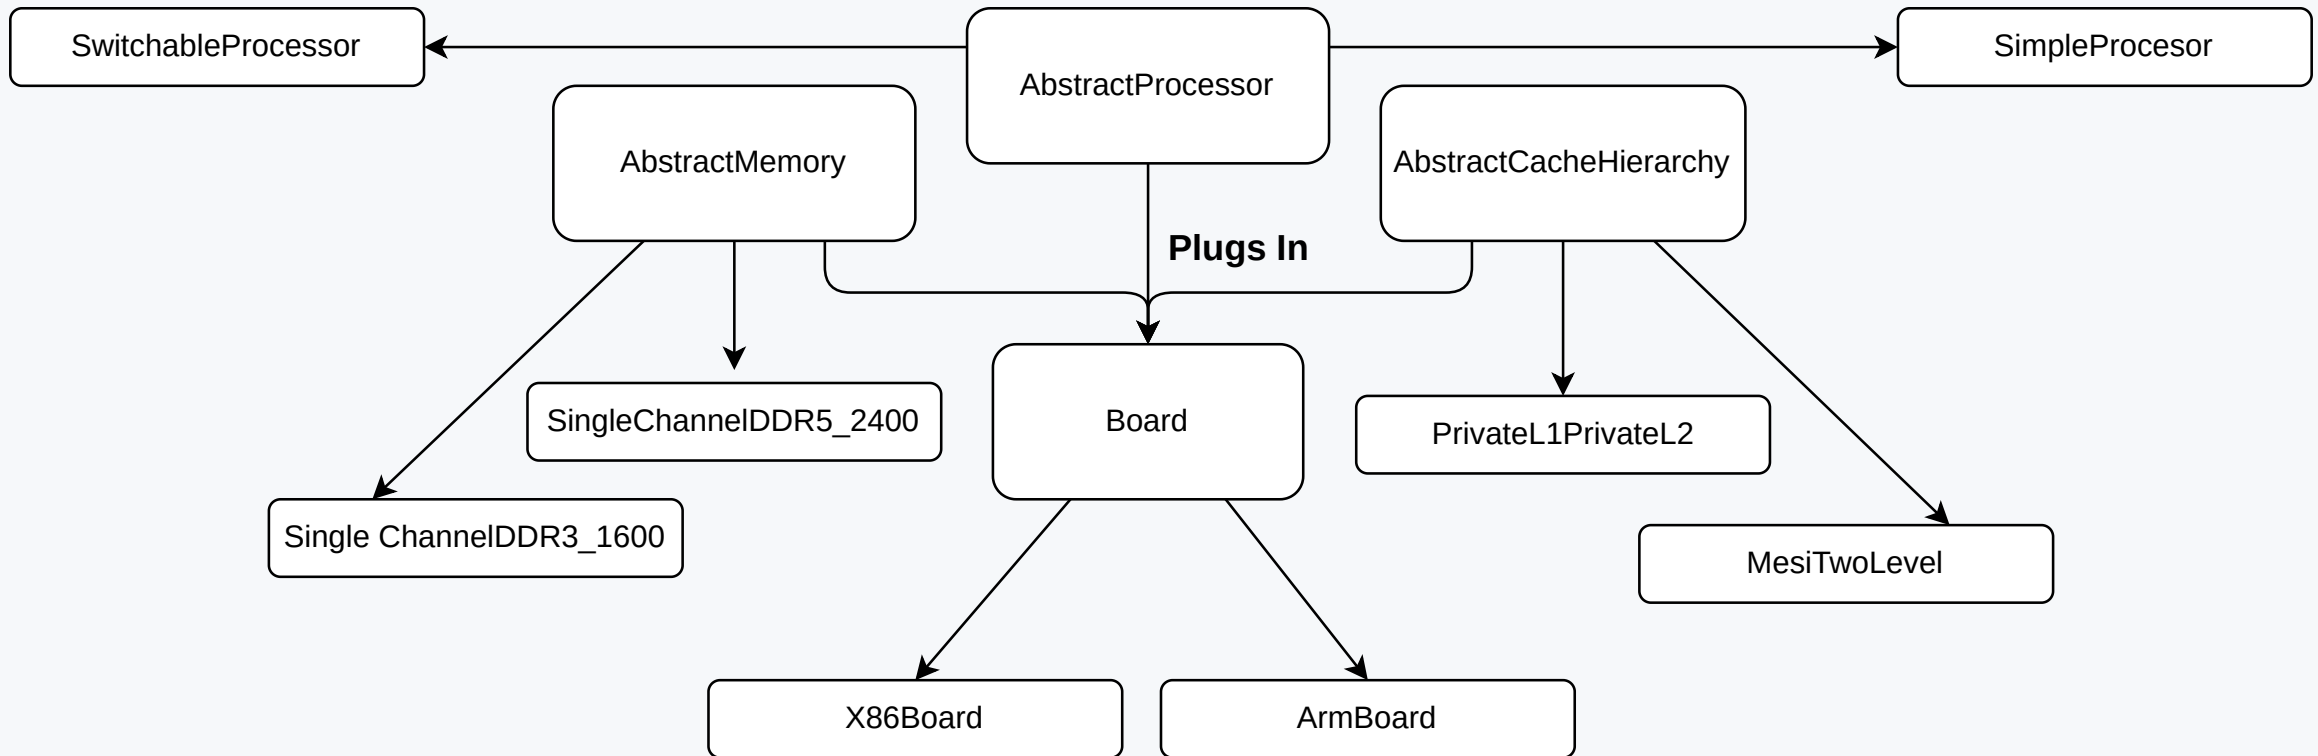 SwitchableProcessor
AbstractProcessor
SimpleProcesor
AbstractMemory
AbstractCacheHierarchy
Plugs In
SingleChannelDDR5_2400
Board
PrivateL1PrivateL2
Single ChannelDDR3_1600
MesiTwoLevel
X86Board
ArmBoard